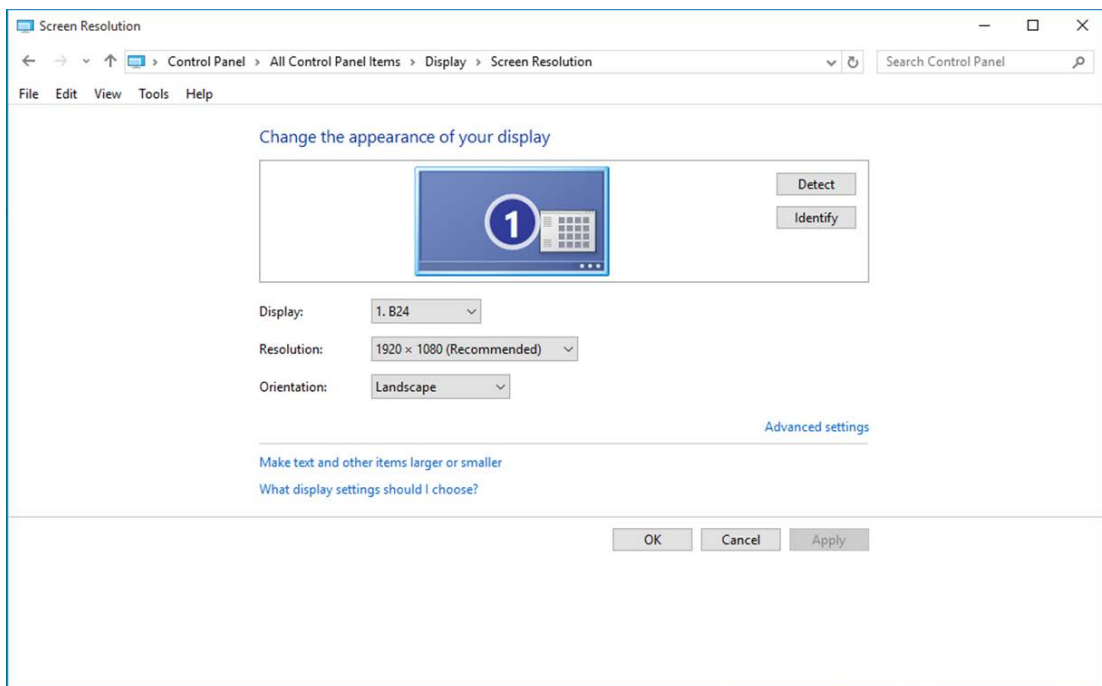 Screen Resolution
Control Panel > All Control Panel Items > Display > Screen Resolution
Search Control Panel
File Edit View Tools Help
Change the appearance of your display
1
Detect
Identify
Display: 1. B24
Resolution: 1920 × 1080 (Recommended)
Orientation: Landscape
Advanced settings
Make text and other items larger or smaller
What display settings should I choose?
OK Cancel Apply